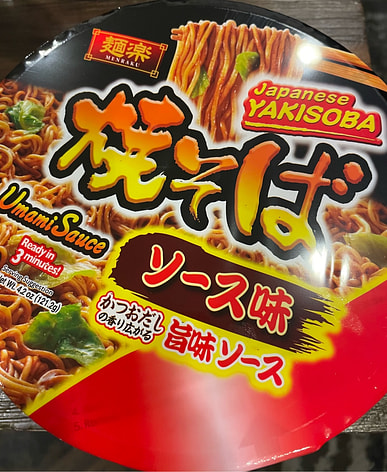 麺楽
MENRAKU
Japanese
YAKISOBA
焼そば
Umami Sauce
Ready in
3 minutes!
Serving Suggestion
Net Wt. 4.2 oz (121.2g)
ソース味
かつおだし
の香り広がる
旨味ソース